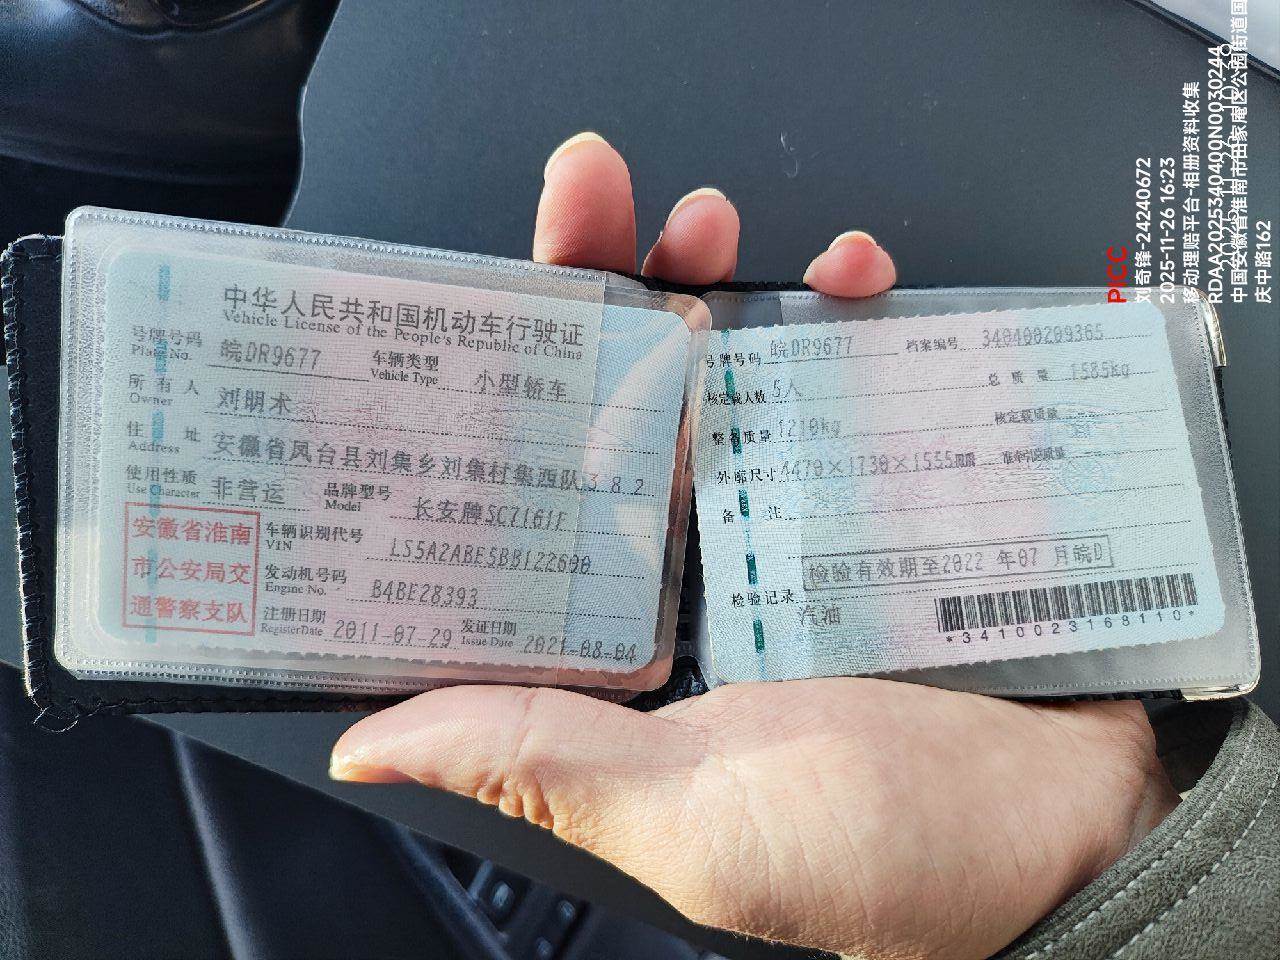 中华人民共和国机动车行驶证
Vehicle License of the People's Republic of China
号牌号码 皖DR9677 车辆类型 小型轿车
Plate No. Vehicle Type
所有人 刘明术
Owner
住址 安徽省凤台县刘集乡刘集村集西队382
Address
使用性质 非营运 品牌型号 长安牌SC7161F
Use Character Model
安徽省淮南
市公安局交
通警察支队
车辆识别代号 LS5A2ABE5BB122600
VIN
发动机号码 B4BE28393
Engine No.
注册日期 2011-07-29 发证日期 2021-08-04
Register Date Issue Date
号牌号码 皖DR9677 档案编号 340400209365
核定载人数 5人 总质量 1585kg
整备质量 1210kg 核定载质量
外廓尺寸 4470×1730×1555mm 准牵引总质量
备注
检验有效期至2022年07月皖D
检验记录
汽油
*3410023168110*
PICC
刘奇锋-24240672
2025-11-26 16:23
移动理赔平台-相册资料收集
RDAA2025340400N0030244
中国安徽省淮南市田家庵区公园街道国
庆中路162